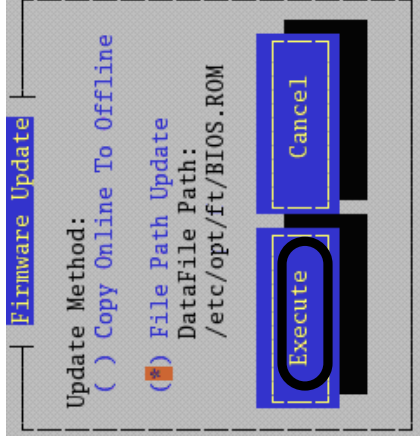 Firmware Update
Update Method:
( ) Copy Online To Offline
(*) File Path Update
DataFile Path:
/etc/opt/ft/BIOS.ROM
Execute Cancel